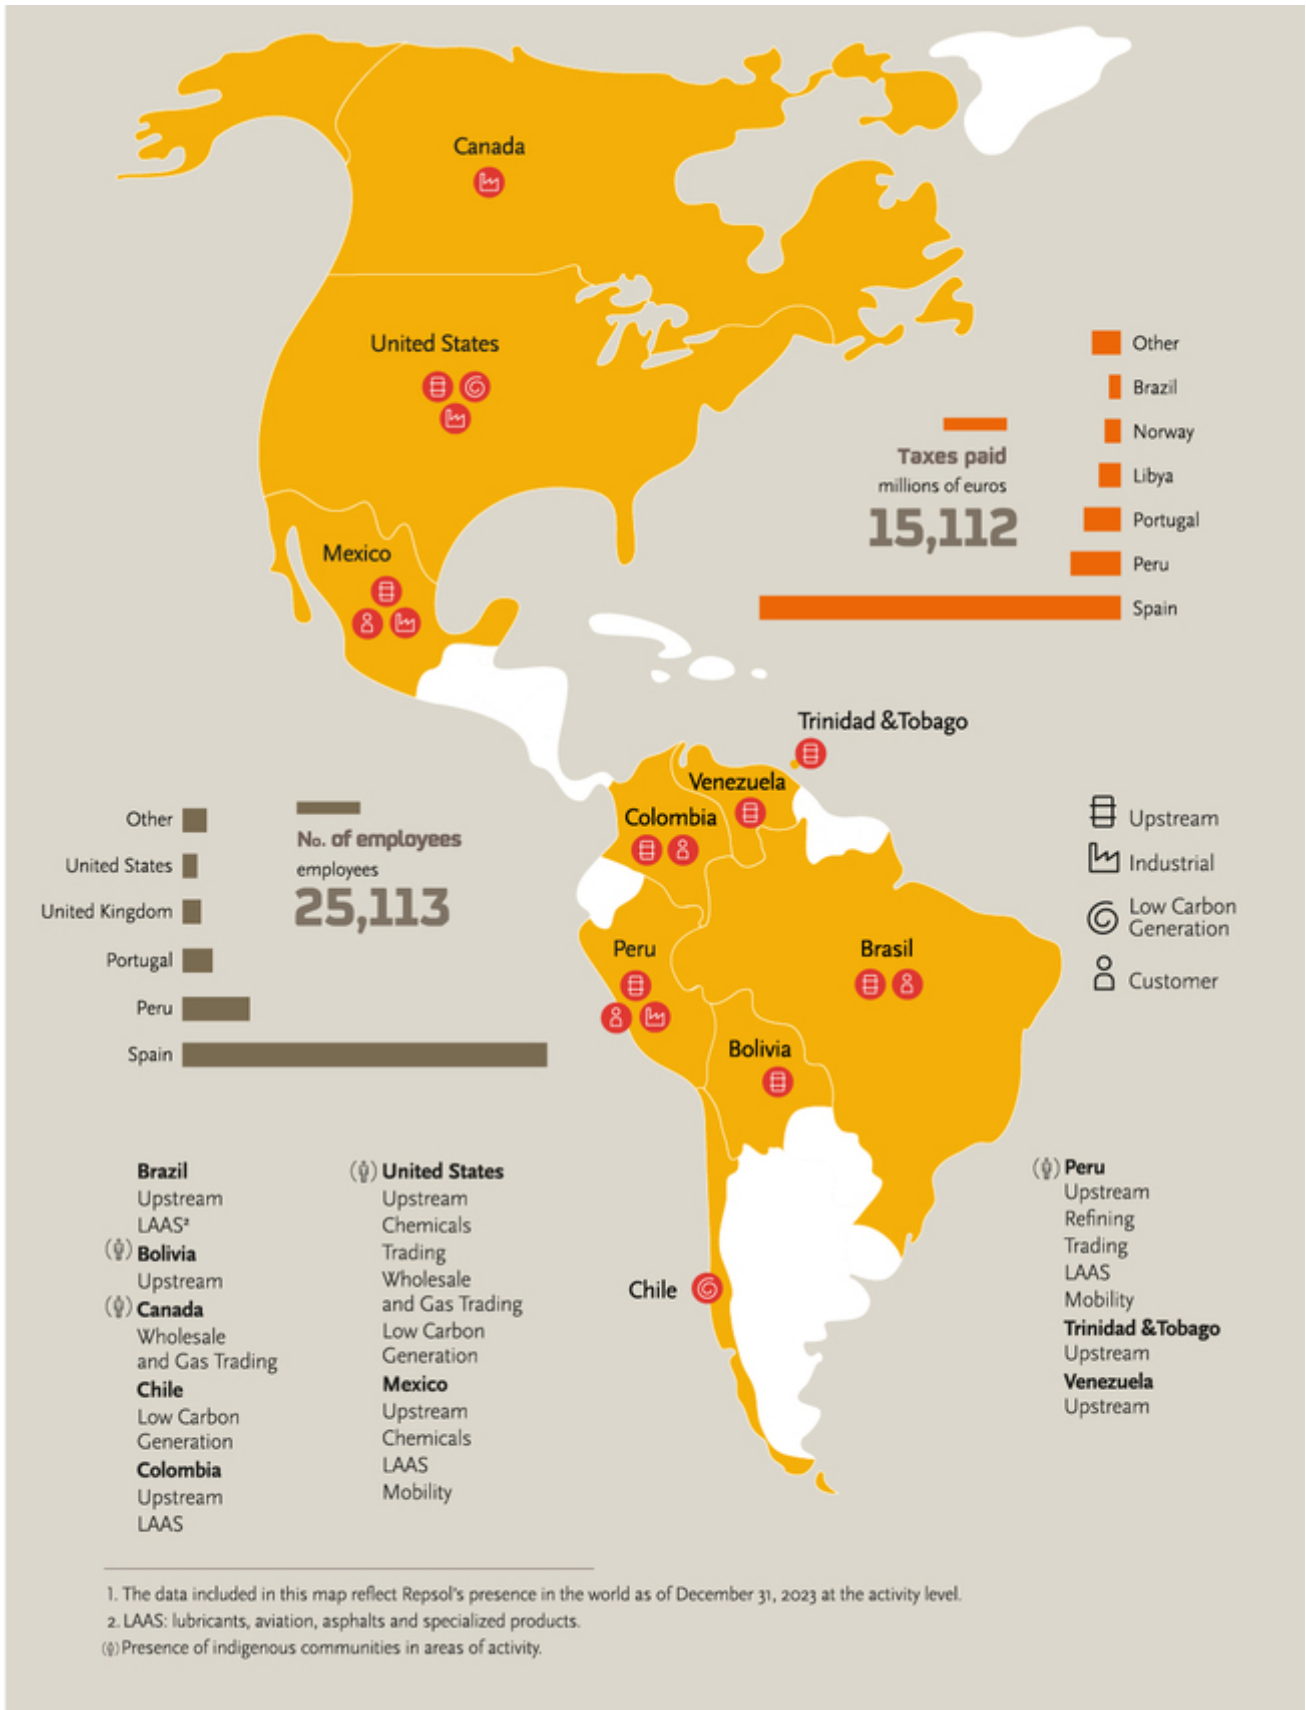 Canada
United States
Mexico
Other
Brazil
Norway
Libya
Portugal
Peru
Spain
Taxes paid
millions of euros
15,112
Trinidad &Tobago
Venezuela
Colombia
Peru
Brasil
Bolivia
Chile
Upstream
Industrial
Low Carbon
Generation
Customer
Other
United States
United Kingdom
Portugal
Peru
Spain
No. of employees
employees
25,113
Brazil
Upstream
LAAS²
Bolivia
Upstream
Canada
Wholesale
and Gas Trading
Chile
Low Carbon
Generation
Colombia
Upstream
LAAS
United States
Upstream
Chemicals
Trading
Wholesale
and Gas Trading
Low Carbon
Generation
Mexico
Upstream
Chemicals
LAAS
Mobility
Peru
Upstream
Refining
Trading
LAAS
Mobility
Trinidad &Tobago
Upstream
Venezuela
Upstream
1. The data included in this map reflect Repsol's presence in the world as of December 31, 2023 at the activity level.
2. LAAS: lubricants, aviation, asphalts and specialized products.
Presence of indigenous communities in areas of activity.